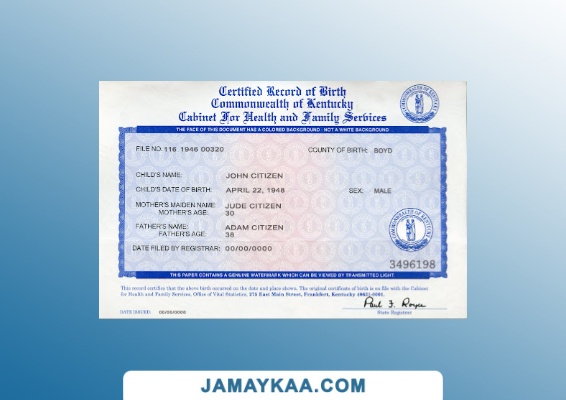 Certified Record of Birth
Commonwealth of Kentucky
Cabinet For Health and Family Services
THE FACE OF THIS DOCUMENT HAS A COLORED BACKGROUND - NOT A WHITE BACKGROUND
FILE NO. 116 1946 00320 COUNTY OF BIRTH: BOYD
CHILD'S NAME: JOHN CITIZEN
CHILD'S DATE OF BIRTH: APRIL 22, 1948 SEX: MALE
MOTHER'S MAIDEN NAME: JUDE CITIZEN
MOTHER'S AGE: 30
FATHER'S NAME: ADAM CITIZEN
FATHER'S AGE 38
DATE FILED BY REGISTRAR: 00/00/0000
COMMONWEALTH OF KENTUCKY
3496198
THIS PAPER CONTAINS A GENUINE WATERMARK WHICH CAN BE VIEWED BY TRANSMITTED LIGHT.
This record certifies that the above birth occurred on the date and place shown. The original certificate of birth is on file with the Cabinet
for Health and Family Services, Office of Vital Statistics, 275 East Main Street, Frankfort, Kentucky
Paul F. Royce
State Registrar
DATE ISSUED: 00/00/0000
JAMAYKAA.COM